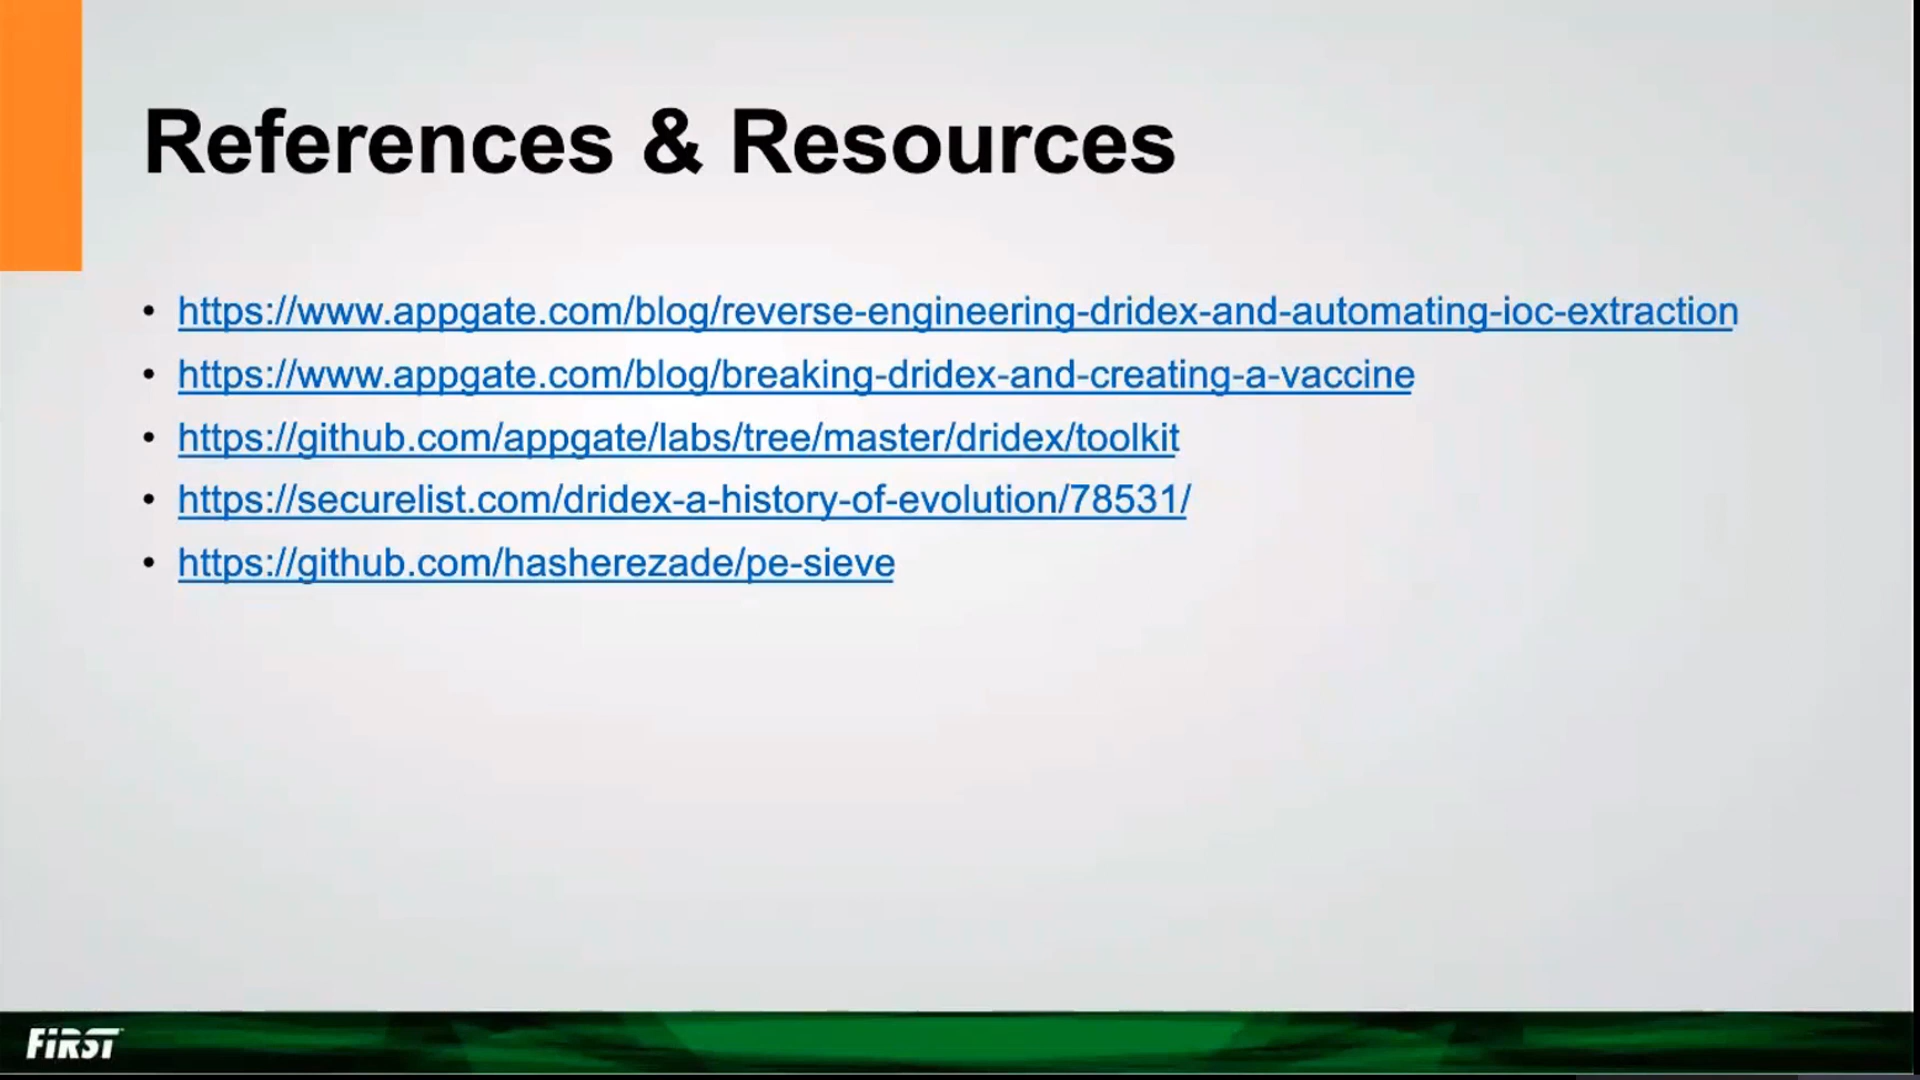 References & Resources
• https://www.appgate.com/blog/reverse-engineering-dridex-and-automating-ioc-extraction
• https://www.appgate.com/blog/breaking-dridex-and-creating-a-vaccine
• https://github.com/appgate/labs/tree/master/dridex/toolkit
• https://securelist.com/dridex-a-history-of-evolution/78531/
• https://github.com/hasherezade/pe-sieve
FiRST